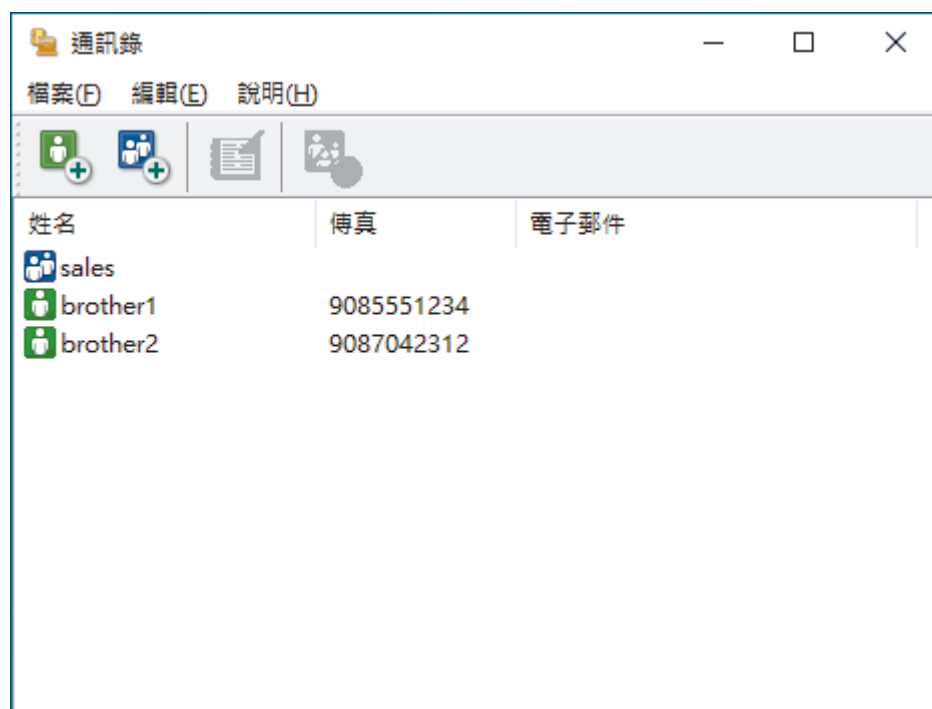 通訊錄
檔案(F) 編輯(E) 說明(H)
姓名 傳真 電子郵件
sales
brother1 9085551234
brother2 9087042312